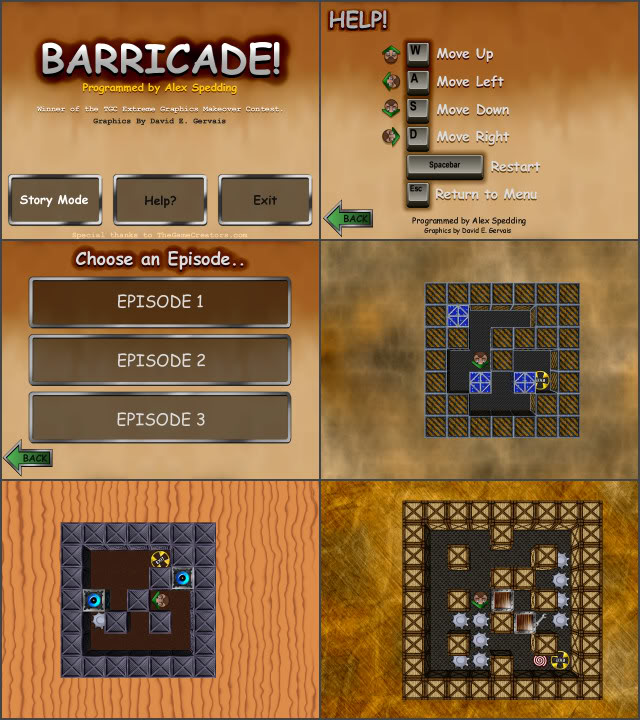 BARRICADE!
Programmed by Alex Spedding
Winner of the TGC Extreme Graphics Makeover Contest.
Graphics By David E. Gervais
Story Mode
Help?
Exit
Special thanks to TheGameCreators.com
HELP!
W
Move Up
A
Move Left
S
Move Down
D
Move Right
Spacebar
Restart
Esc
Return to Menu
BACK
Programmed by Alex Spedding
Graphics by David E. Gervais
Choose an Episode..
EPISODE 1
EPISODE 2
EPISODE 3
BACK